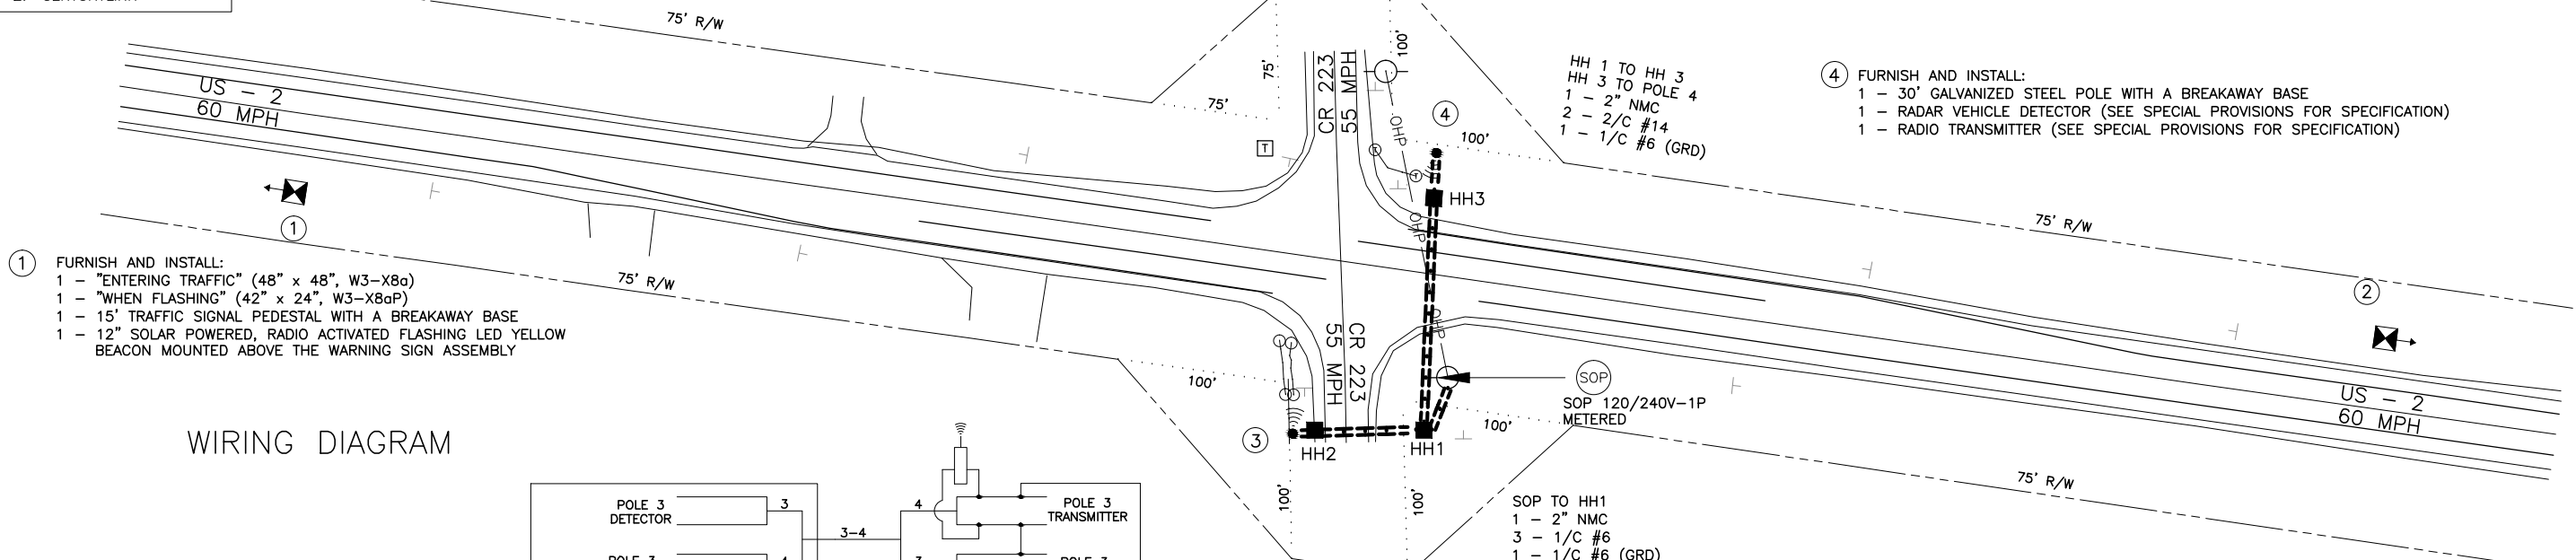 75' R/W
75'
75'
100'
CR 223
55 MPH
OHP
4
100'
HH 1 TO HH 3
HH 3 TO POLE 4
1 - 2" NMC
2 - 2/C #14
1 - 1/C #6 (GRD)
4
FURNISH AND INSTALL:
1 - 30' GALVANIZED STEEL POLE WITH A BREAKAWAY BASE
1 - RADAR VEHICLE DETECTOR (SEE SPECIAL PROVISIONS FOR SPECIFICATION)
1 - RADIO TRANSMITTER (SEE SPECIAL PROVISIONS FOR SPECIFICATION)
US - 2
60 MPH
T
T
T
HH3
OHP
75' R/W
1
1
FURNISH AND INSTALL:
1 - "ENTERING TRAFFIC" (48" x 48", W3-X8a)
1 - "WHEN FLASHING" (42" x 24", W3-X8aP)
1 - 15' TRAFFIC SIGNAL PEDESTAL WITH A BREAKAWAY BASE
1 - 12" SOLAR POWERED, RADIO ACTIVATED FLASHING LED YELLOW
BEACON MOUNTED ABOVE THE WARNING SIGN ASSEMBLY
75' R/W
2
OHP
CR 223
55 MPH
100'
SOP
SOP 120/240V-1P
METERED
US - 2
60 MPH
100'
3
HH2
HH1
75' R/W
100'
100'
WIRING DIAGRAM
POLE 3
DETECTOR
3
3-4
4
POLE 3
TRANSMITTER
SOP TO HH1
1 - 2" NMC
3 - 1/C #6
1 - 1/C #6 (GRD)